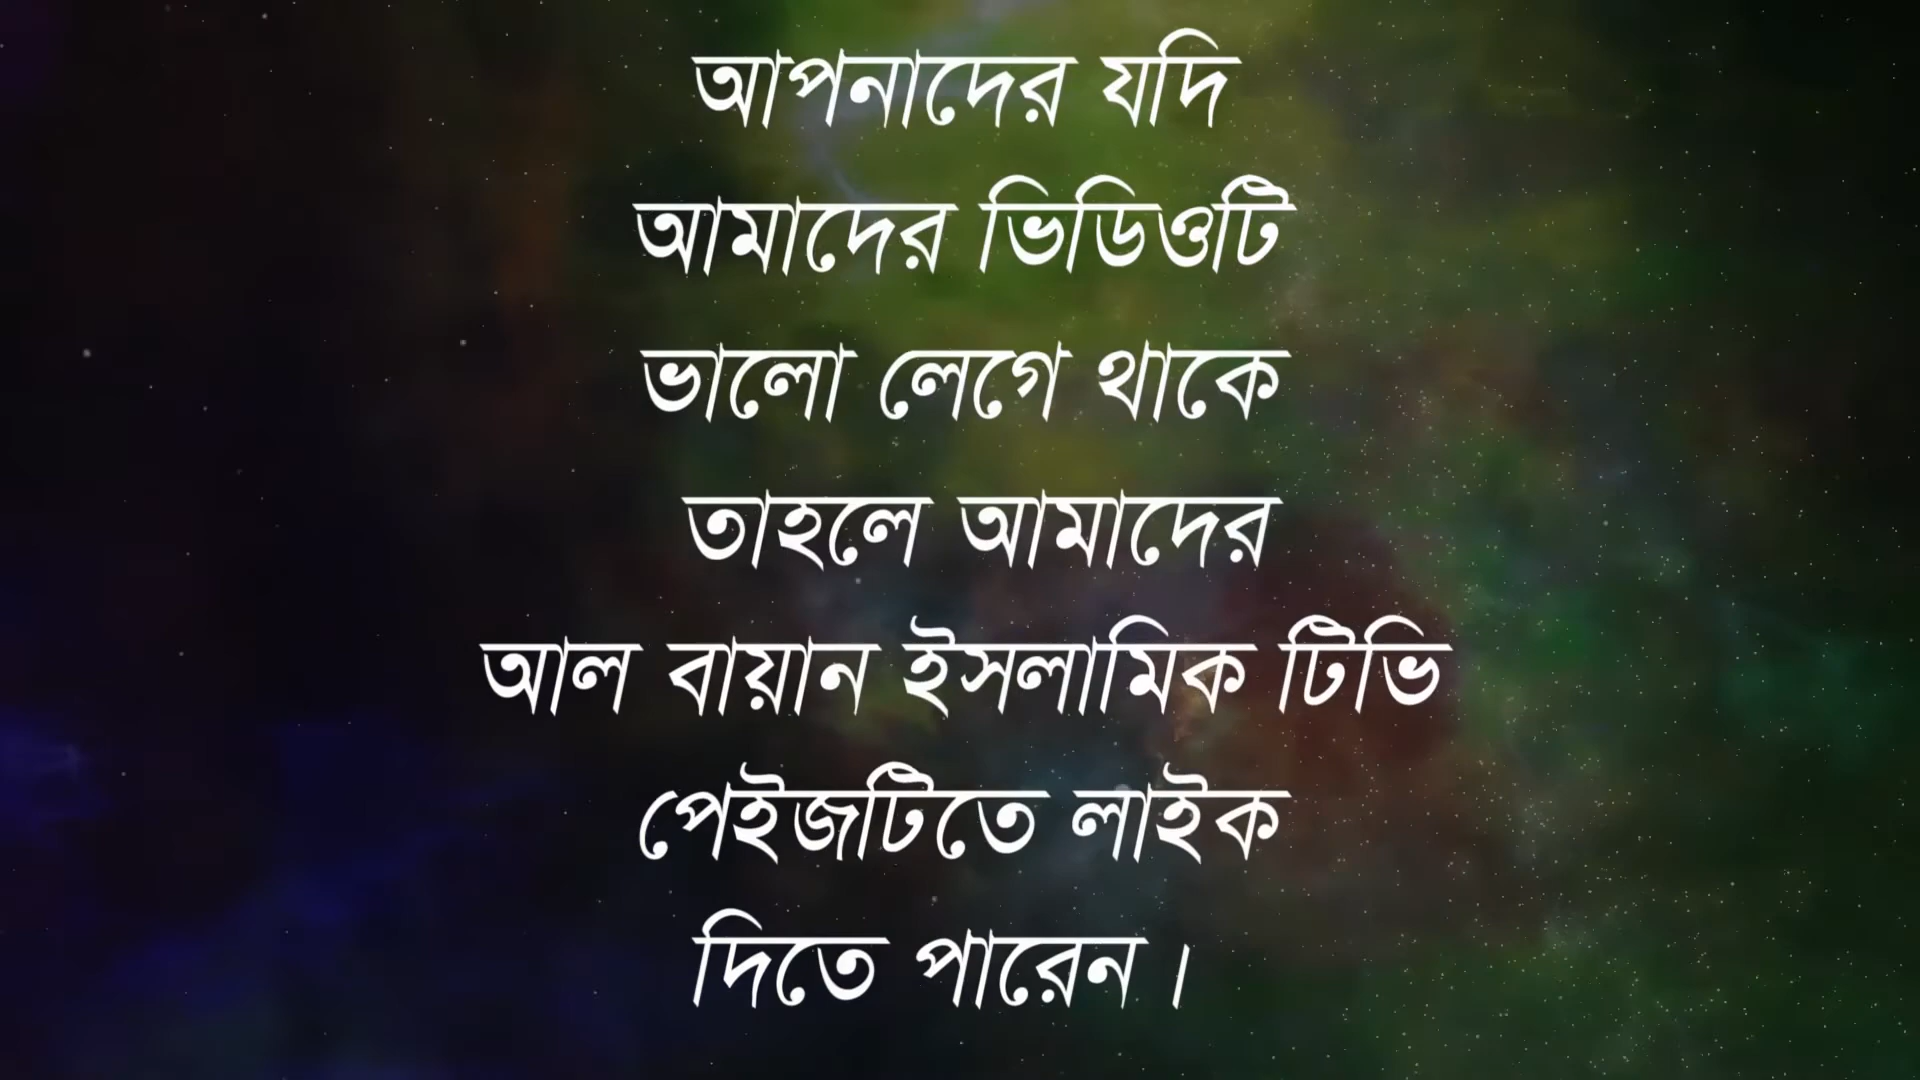 আপনাদের যদি
আমাদের ভিডিওটি
ভালো লেগে থাকে
তাহলে আমাদের
আল বায়ান ইসলামিক টিভি
পেইজটিতে লাইক
দিতে পারেন।